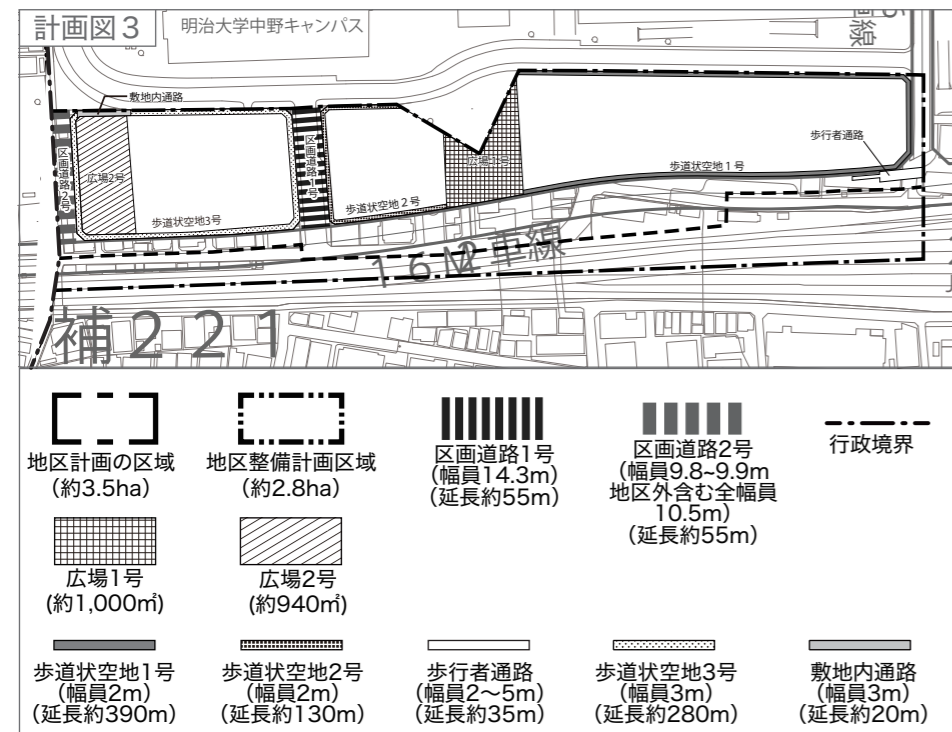 計画図3
明治大学中野キャンパス
敷地内通路
区画道路2号
広場2号
区画道路1号
広場1号
歩行者通路
歩道状空地1号
歩道状空地2号
歩道状空地3号
補221
地区計画の区域
(約3.5ha)
地区整備計画区域
(約2.8ha)
区画道路1号
(幅員14.3m)
(延長約55m)
区画道路2号
(幅員9.8~9.9m
地区外含む全幅員
10.5m)
(延長約55m)
行政境界
広場1号
(約1,000㎡)
広場2号
(約940㎡)
歩道状空地1号
(幅員2m)
(延長約390m)
歩道状空地2号
(幅員2m)
(延長約130m)
歩行者通路
(幅員2〜5m)
(延長約35m)
歩道状空地3号
(幅員3m)
(延長約280m)
敷地内通路
(幅員3m)
(延長約20m)